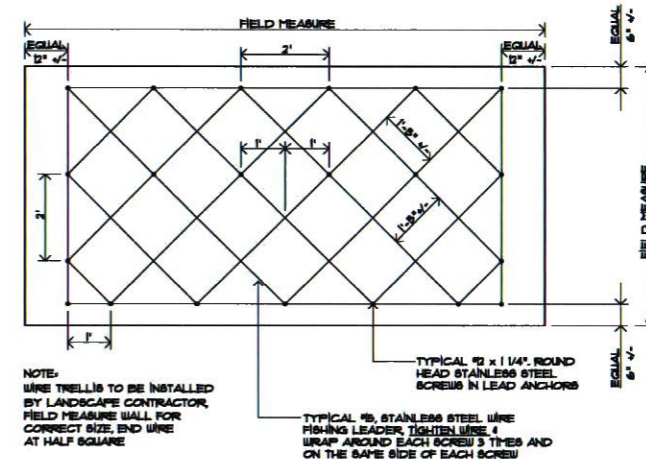 FIELD MEASURE
EQUAL
12" +/-
2'
EQUAL
12" +/-
EQUAL
6" +/-
1'
1'
1'-5" +/-
2'
1'-5" +/-
FIELD MEASURE
1'
EQUAL
6" +/-
NOTE:
WIRE TRELLIS TO BE INSTALLED
BY LANDSCAPE CONTRACTOR,
FIELD MEASURE WALL FOR
CORRECT SIZE, END WIRE
AT HALF SQUARE
TYPICAL #12 x 1 1/4", ROUND
HEAD STAINLESS STEEL
SCREWS IN LEAD ANCHORS
TYPICAL STAINLESS STEEL WIRE
FISHING LEADER, TIGHTEN WIRE &
WRAP AROUND EACH SCREW 3 TIMES AND
ON THE SAME SIDE OF EACH SCREW